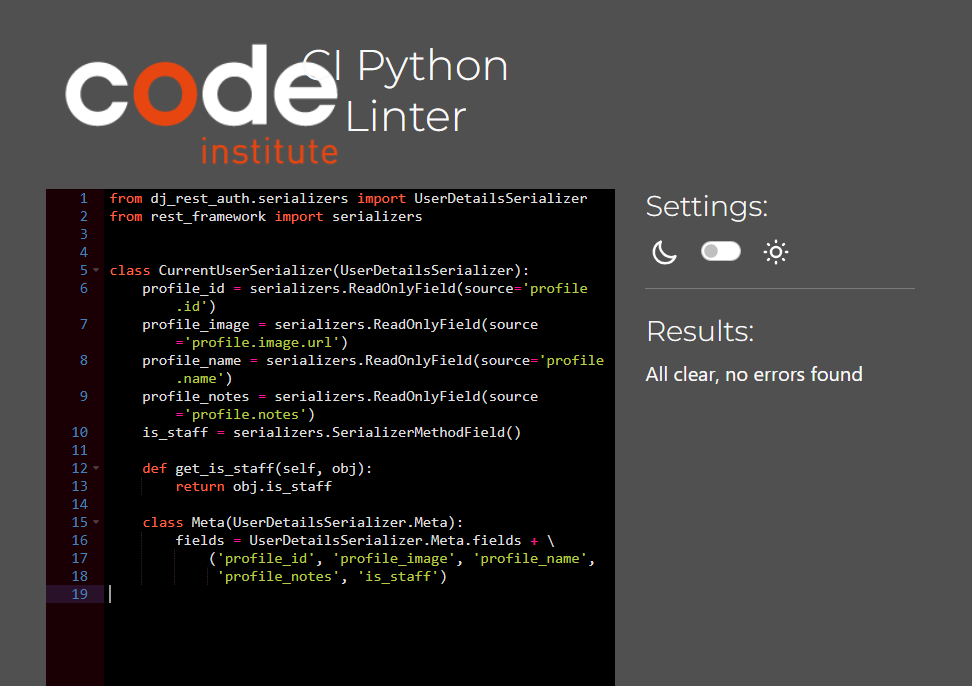 code
institute
CI Python
Linter
1 from dj_rest_auth.serializers import UserDetailsSerializer
2 from rest_framework import serializers
3
4
5 class CurrentUserSerializer(UserDetailsSerializer):
6 profile_id = serializers.ReadOnlyField(source='profile
.id')
7 profile_image = serializers.ReadOnlyField(source
='profile.image.url')
8 profile_name = serializers.ReadOnlyField(source='profile
.name')
9 profile_notes = serializers.ReadOnlyField(source
='profile.notes')
10 is_staff = serializers.SerializerMethodField()
11
12 def get_is_staff(self, obj):
13 return obj.is_staff
14
15 class Meta(UserDetailsSerializer.Meta):
16 fields = UserDetailsSerializer.Meta.fields + \
17 ('profile_id', 'profile_image', 'profile_name',
18 'profile_notes', 'is_staff')
19
Settings:
Results:
All clear, no errors found